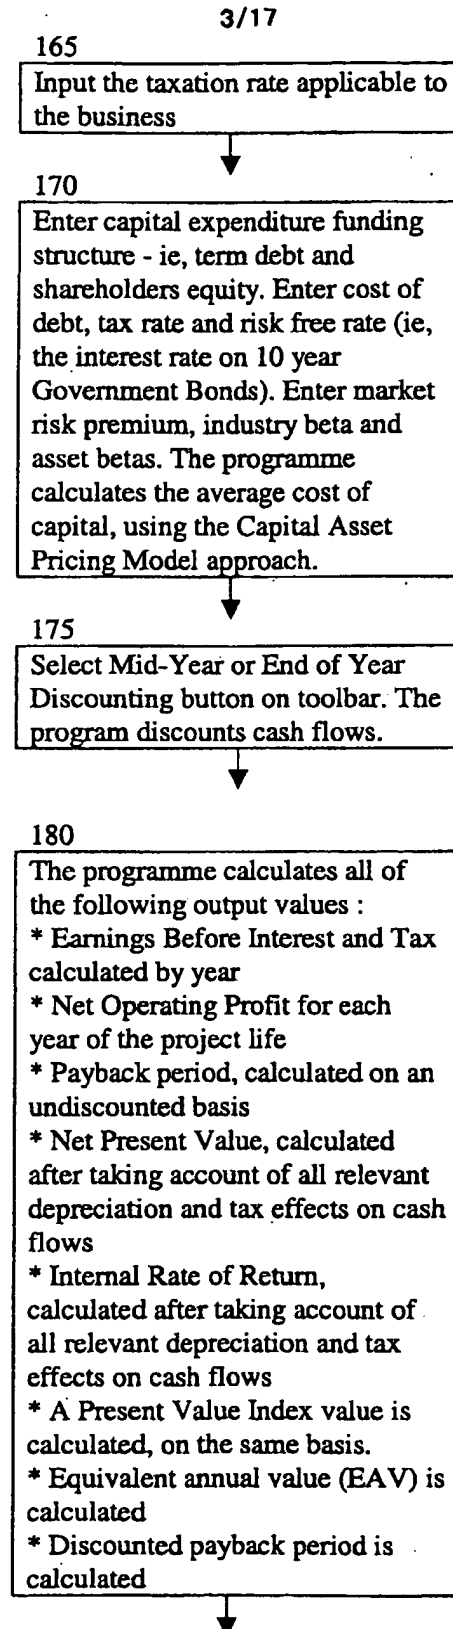 3/17
165
Input the taxation rate applicable to
the business
170
Enter capital expenditure funding
structure - ie, term debt and
shareholders equity. Enter cost of
debt, tax rate and risk free rate (ie,
the interest rate on 10 year
Government Bonds). Enter market
risk premium, industry beta and
asset betas. The programme
calculates the average cost of
capital, using the Capital Asset
Pricing Model approach.
175
Select Mid-Year or End of Year
Discounting button on toolbar. The
program discounts cash flows.
180
The programme calculates all of
the following output values :
* Earnings Before Interest and Tax
calculated by year
* Net Operating Profit for each
year of the project life
* Payback period, calculated on an
undiscounted basis
* Net Present Value, calculated
after taking account of all relevant
depreciation and tax effects on cash
flows
* Internal Rate of Return,
calculated after taking account of
all relevant depreciation and tax
effects on cash flows
* A Present Value Index value is
calculated, on the same basis.
* Equivalent annual value (EAV) is
calculated
* Discounted payback period is
calculated